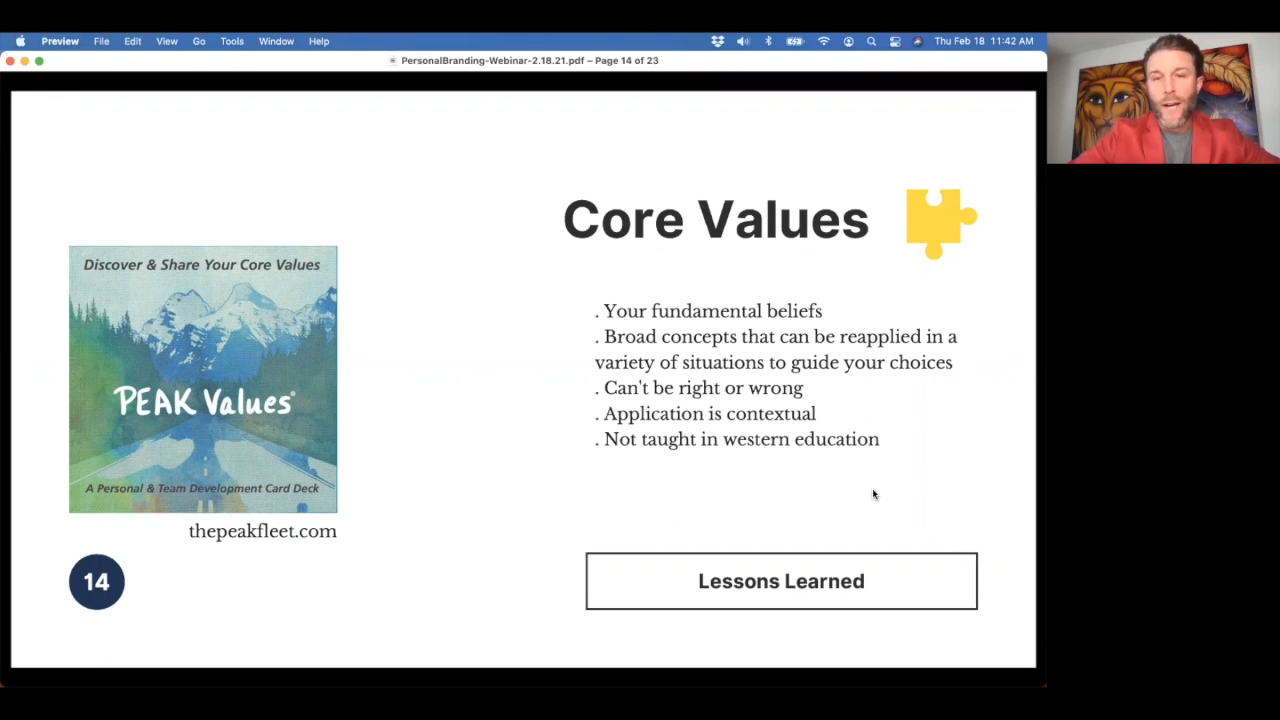 Preview File Edit View Go Tools Window Help Thu Feb 18 11:42 AM
PersonalBranding-Webinar-2.18.21.pdf – Page 14 of 23
Core Values
Discover & Share Your Core Values
PEAK Values®
A Personal & Team Development Card Deck
thepeakfleet.com
. Your fundamental beliefs
. Broad concepts that can be reapplied in a
variety of situations to guide your choices
. Can't be right or wrong
. Application is contextual
. Not taught in western education
14
Lessons Learned